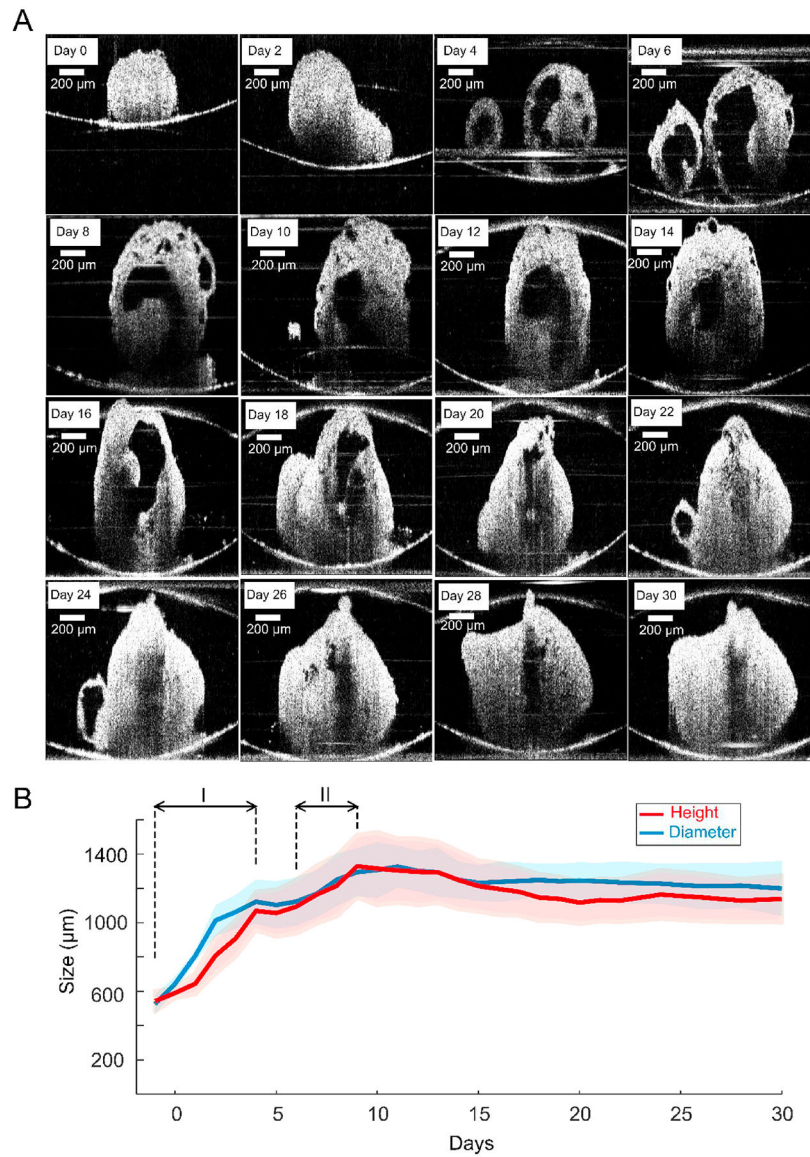 A
Day 0
200 µm
Day 2
200 µm
Day 4
200 µm
Day 6
200 µm
Day 8
200 µm
Day 10
200 µm
Day 12
200 µm
Day 14
200 µm
Day 16
200 µm
Day 18
200 µm
Day 20
200 µm
Day 22
200 µm
Day 24
200 µm
Day 26
200 µm
Day 28
200 µm
Day 30
200 µm
B
I
II
Height
Diameter
Size (µm)
1400
1000
600
200
0
5
10
15
20
25
30
Days